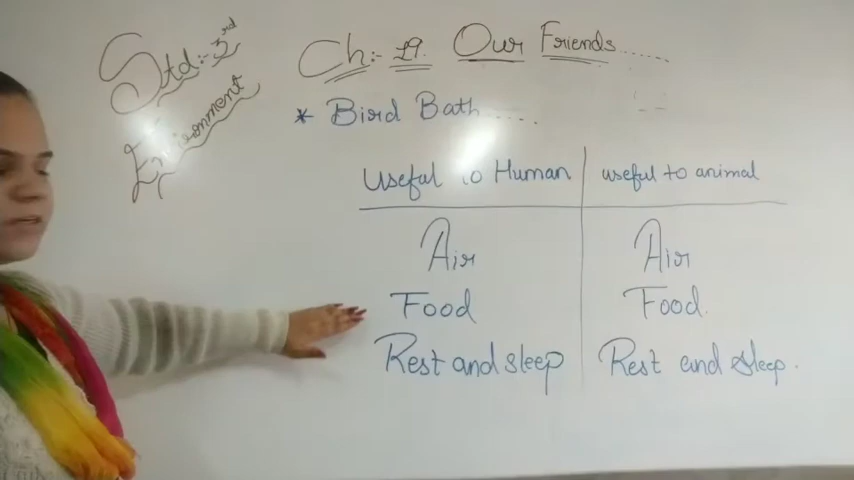 Std:- 3rd
Environment
Ch:- 19. Our Friends......
* Bird Bath.....
Useful to Human useful to animal
Air Air
Food Food.
Rest and sleep Rest and sleep.